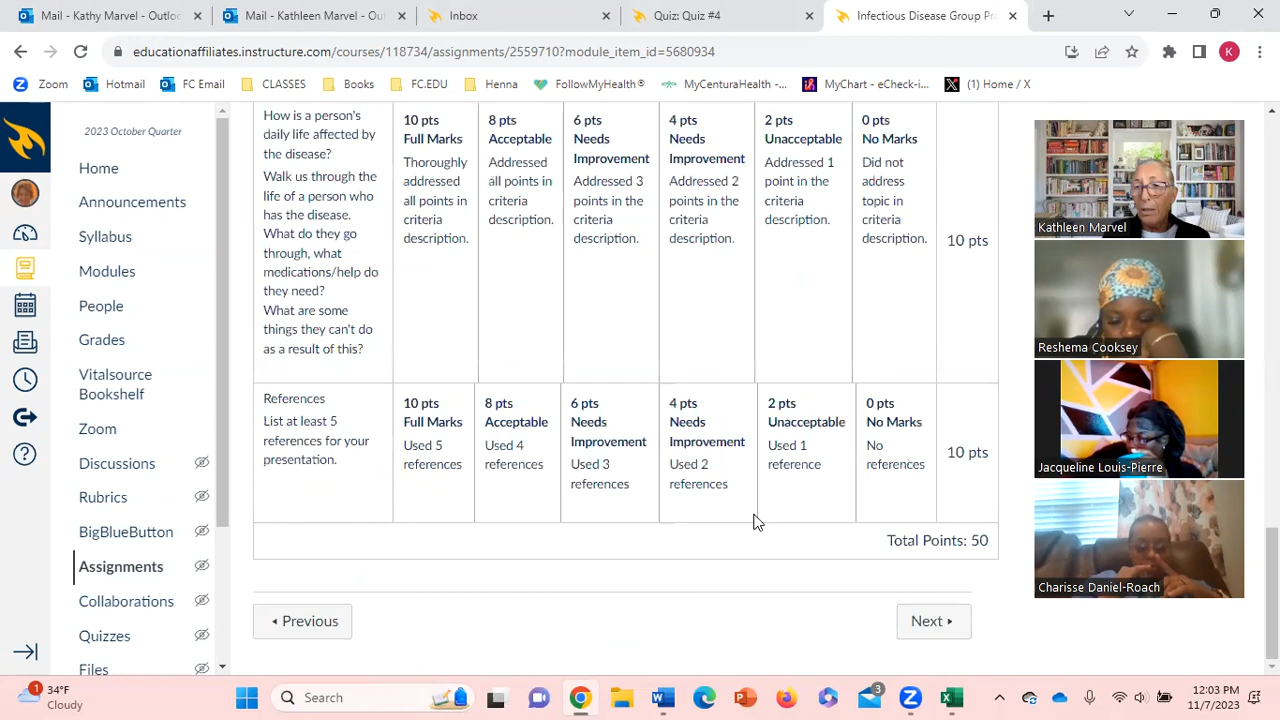 Mail - Kathleen Marvel - Outloo
Mail - Kathleen Marvel - Out
Inbox
Quiz: Quiz #4
Infectious Disease Group Pr
educationaffiliates.instructure.com/courses/118734/assignments/2559710?module_item_id=5680934
K
Zoom
Hotmail
FC Email
CLASSES
Books
FC.EDU
Henna
FollowMyHealth®
MyCenturaHealth -...
MyChart - eCheck-i...
(1) Home / X
2023 October Quarter
Home
Announcements
Syllabus
Modules
People
Grades
Vitalsource
Bookshelf
Zoom
Discussions
Rubrics
BigBlueButton
Assignments
Collaborations
Quizzes
Files
How is a person's
daily life affected by
the disease?
Walk us through the
life of a person who
has the disease.
What do they go
through, what
medications/help do
they need?
What are some
things they can't do
as a result of this?
10 pts
Full Marks
Thoroughly
addressed
all points in
criteria
description.
8 pts
Acceptable
Addressed
all points in
criteria
description.
6 pts
Needs
Improvement
Addressed 3
points in the
criteria
description.
4 pts
Needs
Improvement
Addressed 2
points in the
criteria
description.
2 pts
Unacceptable
Addressed 1
point in the
criteria
description.
0 pts
No Marks
Did not
address
topic in
criteria
description.
10 pts
References
List at least 5
references for your
presentation.
10 pts
Full Marks
Used 5
references
8 pts
Acceptable
Used 4
references
6 pts
Needs
Improvement
Used 3
references
4 pts
Needs
Improvement
Used 2
references
2 pts
Unacceptable
Used 1
reference
0 pts
No Marks
No
references
10 pts
Total Points: 50
Previous
Next
Kathleen Marvel
Reshema Cooksey
Jacqueline Louis-Pierre
Charisse Daniel-Roach
1
34°F
Cloudy
Search
3
12:03 PM
11/7/2023